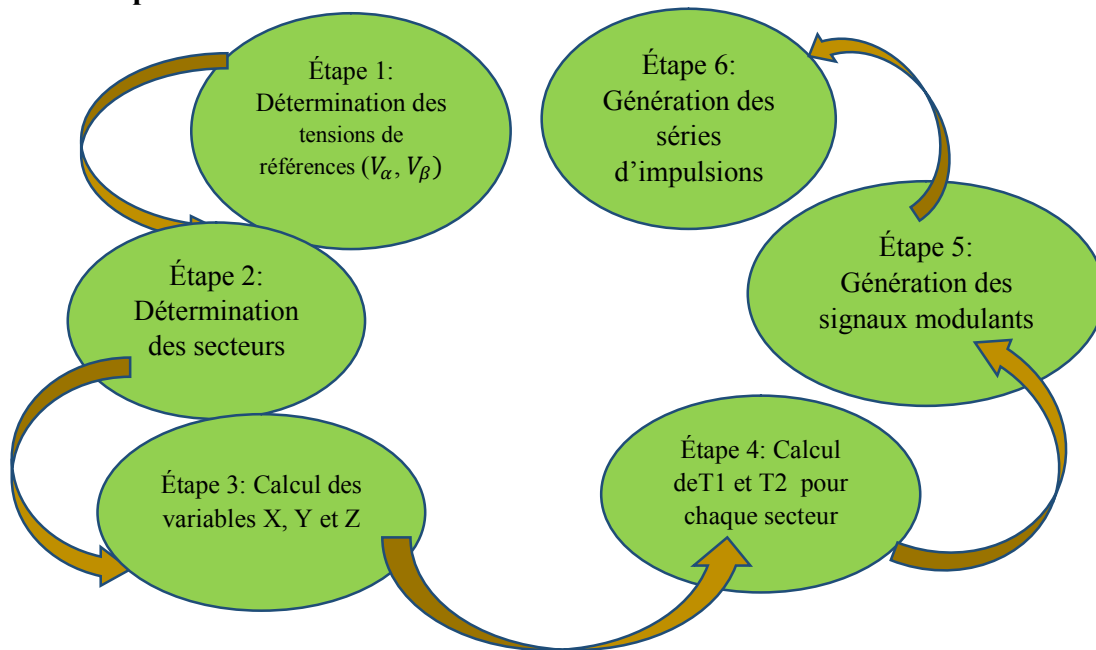 Étape 1:
Détermination des
tensions de
références (𝑉𝛼, 𝑉𝛽)
Étape 2:
Détermination
des secteurs
Étape 3: Calcul des
variables X, Y et Z
Étape 4: Calcul
deT1 et T2 pour
chaque secteur
Étape 5:
Génération des
signaux modulants
Étape 6:
Génération des
séries
d’impulsions